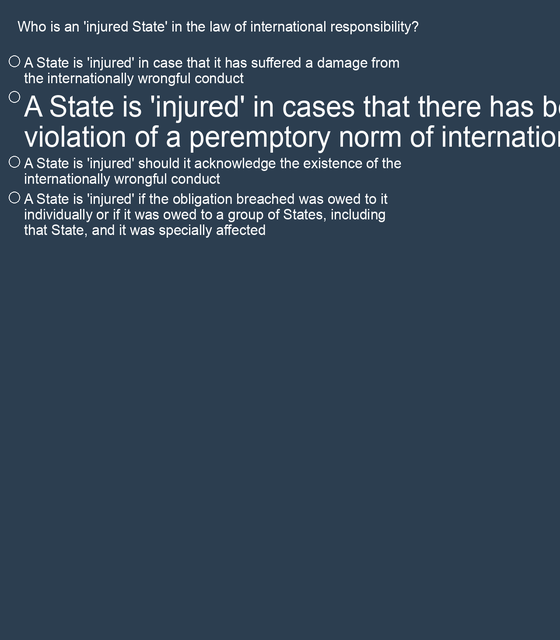 Who is an 'injured State' in the law of international responsibility?
A State is 'injured' in case that it has suffered a damage from
the internationally wrongful conduct
A State is 'injured' in cases that there has
violation of a peremptory norm of
A State is 'injured' should it acknowledge the existence of the
internationally wrongful conduct
A State is 'injured' if the obligation breached was owed to it
individually or if it was owed to a group of States, including
that State, and it was specially affected